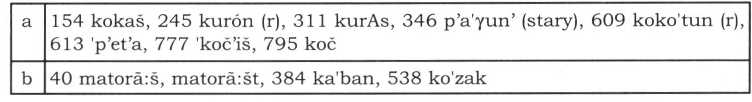 a 154 kokaš, 245 kurón (r), 311 kurAs, 346 p’a'γun’ (stary), 609 koko'tun (r),
613 'p’et’a, 777 'koč’iš, 795 koč
b 40 matorā:š, matorā:št, 384 ka'ban, 538 ko'zak